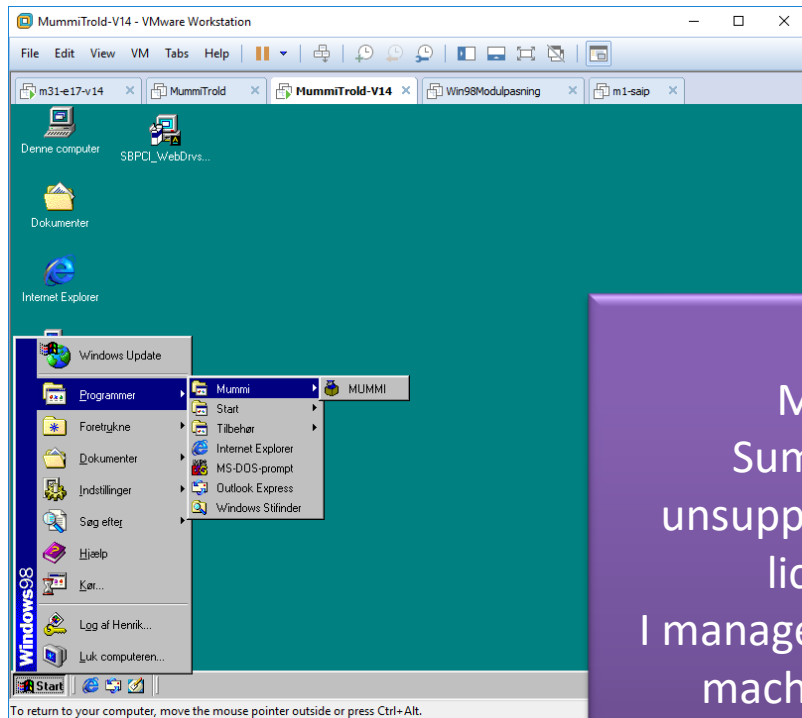 MummiTrold-V14 - VMware Workstation
File Edit View VM Tabs Help
m31-e17-v14 MummiTrold MummiTrold-V14 Win98Modulpasning m1-saip
Denne computer
SBPCI_WebDrvs...
Dokumenter
Internet Explorer
Windows Update
Programmer
Foretrukne
Dokumenter
Indstillinger
Søg efter
Hjælp
Kør...
Log af Henrik...
Luk computeren...
Windows98
Mummi
Start
Tilbehør
Internet Explorer
MS-DOS-prompt
Outlook Express
Windows Stifinder
MUMMI
Start
To return to your computer, move the mouse pointer outside or press Ctrl+Alt.
M
Sum
unsupp
lic
I manage
mach